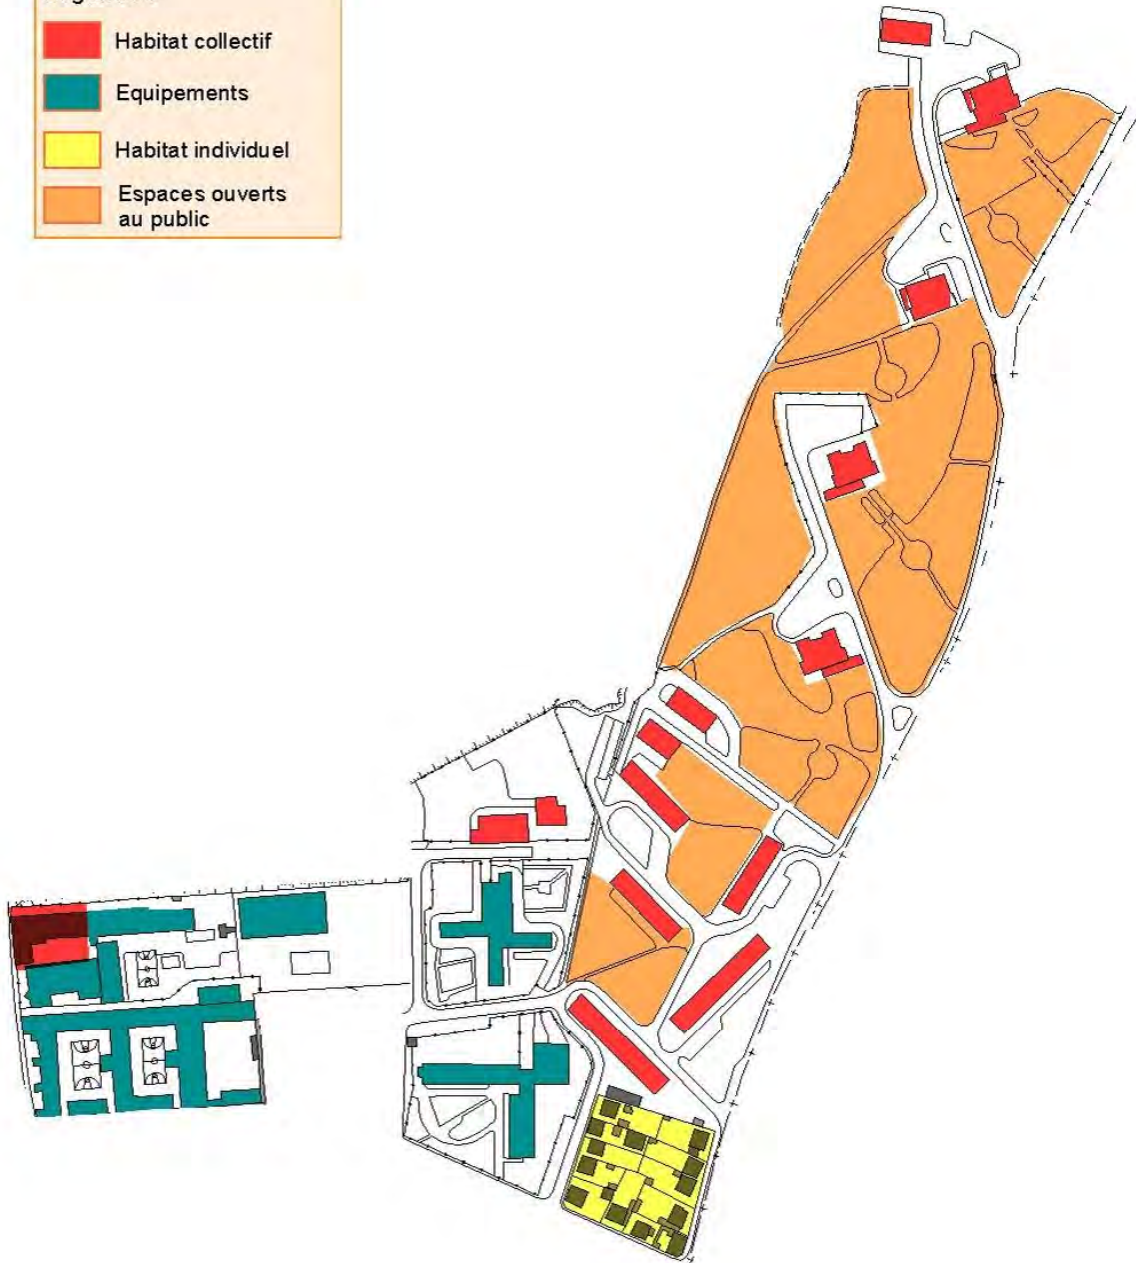 Habitat collectif
Equipements
Habitat individuel
Espaces ouverts
au public